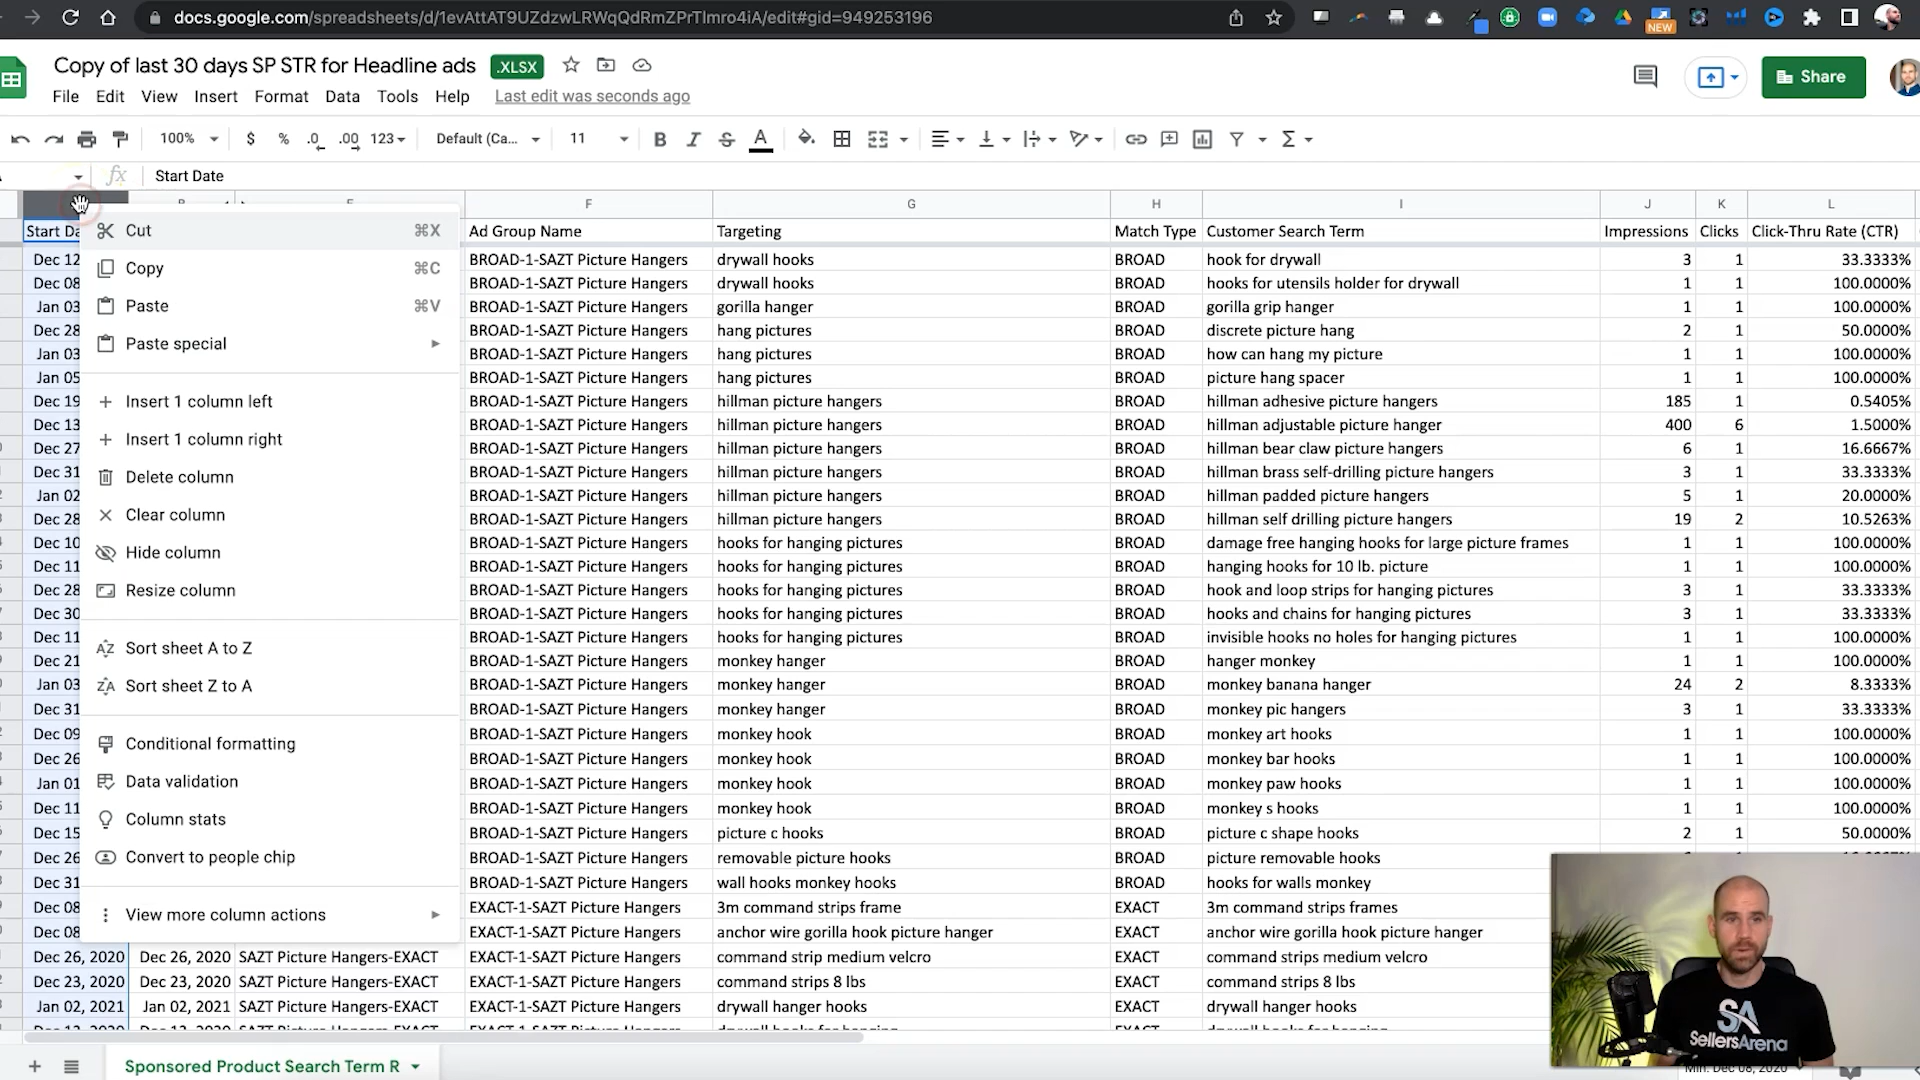 docs.google.com/spreadsheets/d/1evAttAT9UZdzwLRWqQdRmZPrTlmro4iA/edit#gid=949253196
NEW
Copy of last 30 days SP STR for Headline ads .XLSX
Share
File Edit View Insert Format Data Tools Help Last edit was seconds ago
100% $ % .0 .00 123 Default (Ca... 11 B I S A
fx Start Date
F G H I J K L
Start Da Ad Group Name Targeting Match Type Customer Search Term Impressions Clicks Click-Thru Rate (CTR)
Cut ⌘X
Copy ⌘C
Paste ⌘V
Paste special
Insert 1 column left
Insert 1 column right
Delete column
Clear column
Hide column
Resize column
Sort sheet A to Z
Sort sheet Z to A
Conditional formatting
Data validation
Column stats
Convert to people chip
View more column actions
Dec 12 BROAD-1-SAZT Picture Hangers drywall hooks BROAD hook for drywall 3 1 33.3333%
Dec 08 BROAD-1-SAZT Picture Hangers drywall hooks BROAD hooks for utensils holder for drywall 1 1 100.0000%
Jan 03 BROAD-1-SAZT Picture Hangers gorilla hanger BROAD gorilla grip hanger 1 1 100.0000%
Dec 28 BROAD-1-SAZT Picture Hangers hang pictures BROAD discrete picture hang 2 1 50.0000%
Jan 03 BROAD-1-SAZT Picture Hangers hang pictures BROAD how can hang my picture 1 1 100.0000%
Jan 05 BROAD-1-SAZT Picture Hangers hang pictures BROAD picture hang spacer 1 1 100.0000%
Dec 19 BROAD-1-SAZT Picture Hangers hillman picture hangers BROAD hillman adhesive picture hangers 185 1 0.5405%
Dec 13 BROAD-1-SAZT Picture Hangers hillman picture hangers BROAD hillman adjustable picture hanger 400 6 1.5000%
Dec 27 BROAD-1-SAZT Picture Hangers hillman picture hangers BROAD hillman bear claw picture hangers 6 1 16.6667%
Dec 31 BROAD-1-SAZT Picture Hangers hillman picture hangers BROAD hillman brass self-drilling picture hangers 3 1 33.3333%
Jan 02 BROAD-1-SAZT Picture Hangers hillman picture hangers BROAD hillman padded picture hangers 5 1 20.0000%
Dec 28 BROAD-1-SAZT Picture Hangers hillman picture hangers BROAD hillman self drilling picture hangers 19 2 10.5263%
Dec 10 BROAD-1-SAZT Picture Hangers hooks for hanging pictures BROAD damage free hanging hooks for large picture frames 1 1 100.0000%
Dec 11 BROAD-1-SAZT Picture Hangers hooks for hanging pictures BROAD hanging hooks for 10 lb. picture 1 1 100.0000%
Dec 28 BROAD-1-SAZT Picture Hangers hooks for hanging pictures BROAD hook and loop strips for hanging pictures 3 1 33.3333%
Dec 30 BROAD-1-SAZT Picture Hangers hooks for hanging pictures BROAD hooks and chains for hanging pictures 3 1 33.3333%
Dec 11 BROAD-1-SAZT Picture Hangers hooks for hanging pictures BROAD invisible hooks no holes for hanging pictures 1 1 100.0000%
Dec 21 BROAD-1-SAZT Picture Hangers monkey hanger BROAD hanger monkey 1 1 100.0000%
Jan 03 BROAD-1-SAZT Picture Hangers monkey hanger BROAD monkey banana hanger 24 2 8.3333%
Dec 31 BROAD-1-SAZT Picture Hangers monkey hanger BROAD monkey pic hangers 3 1 33.3333%
Dec 09 BROAD-1-SAZT Picture Hangers monkey hook BROAD monkey art hooks 1 1 100.0000%
Dec 26 BROAD-1-SAZT Picture Hangers monkey hook BROAD monkey bar hooks 1 1 100.0000%
Jan 01 BROAD-1-SAZT Picture Hangers monkey hook BROAD monkey paw hooks 1 1 100.0000%
Dec 11 BROAD-1-SAZT Picture Hangers monkey hook BROAD monkey s hooks 1 1 100.0000%
Dec 15 BROAD-1-SAZT Picture Hangers picture c hooks BROAD picture c shape hooks 2 1 50.0000%
Dec 26 BROAD-1-SAZT Picture Hangers removable picture hooks BROAD picture removable hooks
Dec 31 BROAD-1-SAZT Picture Hangers wall hooks monkey hooks BROAD hooks for walls monkey
Dec 08 EXACT-1-SAZT Picture Hangers 3m command strips frame EXACT 3m command strips frames
Dec 08 EXACT-1-SAZT Picture Hangers anchor wire gorilla hook picture hanger EXACT anchor wire gorilla hook picture hanger
Dec 26, 2020 Dec 26, 2020 SAZT Picture Hangers-EXACT EXACT-1-SAZT Picture Hangers command strip medium velcro EXACT command strips medium velcro
Dec 23, 2020 Dec 23, 2020 SAZT Picture Hangers-EXACT EXACT-1-SAZT Picture Hangers command strips 8 lbs EXACT command strips 8 lbs
Jan 02, 2021 Jan 02, 2021 SAZT Picture Hangers-EXACT EXACT-1-SAZT Picture Hangers drywall hanger hooks EXACT drywall hanger hooks
SA
SellersArena
Sponsored Product Search Term R
Min: Dec 08, 2020